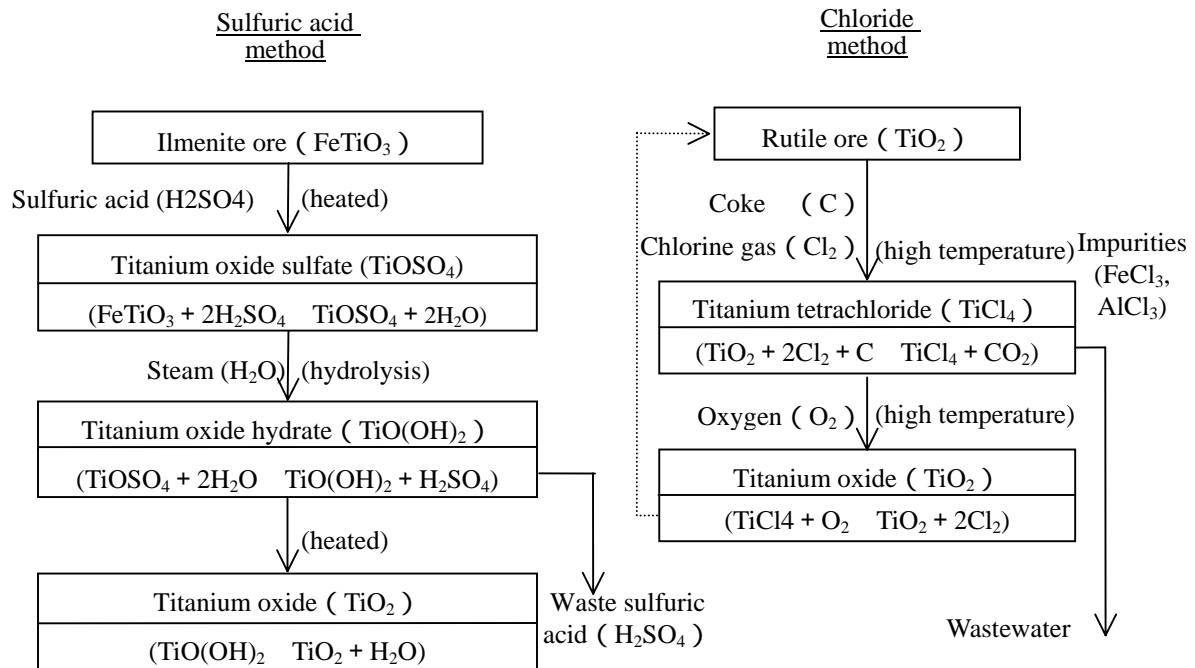 Sulfuric acid
method
Ilmenite ore ( FeTiO₃ )
Sulfuric acid (H2SO4) (heated)
Titanium oxide sulfate (TiOSO₄)
(FeTiO₃ + 2H₂SO₄ TiOSO₄ + 2H₂O)
Steam (H₂O) (hydrolysis)
Titanium oxide hydrate ( TiO(OH)₂ )
(TiOSO₄ + 2H₂O TiO(OH)₂ + H₂SO₄)
(heated)
Titanium oxide ( TiO₂ )
(TiO(OH)₂ TiO₂ + H₂O)
Waste sulfuric
acid ( H₂SO₄ )
Chloride
method
Rutile ore ( TiO₂ )
Coke ( C )
Chlorine gas ( Cl₂ ) (high temperature)
Impurities
(FeCl₃,
AlCl₃)
Titanium tetrachloride ( TiCl₄ )
(TiO₂ + 2Cl₂ + C TiCl₄ + CO₂)
Oxygen ( O₂ ) (high temperature)
Titanium oxide ( TiO₂ )
(TiCl4 + O₂ TiO₂ + 2Cl₂)
Wastewater